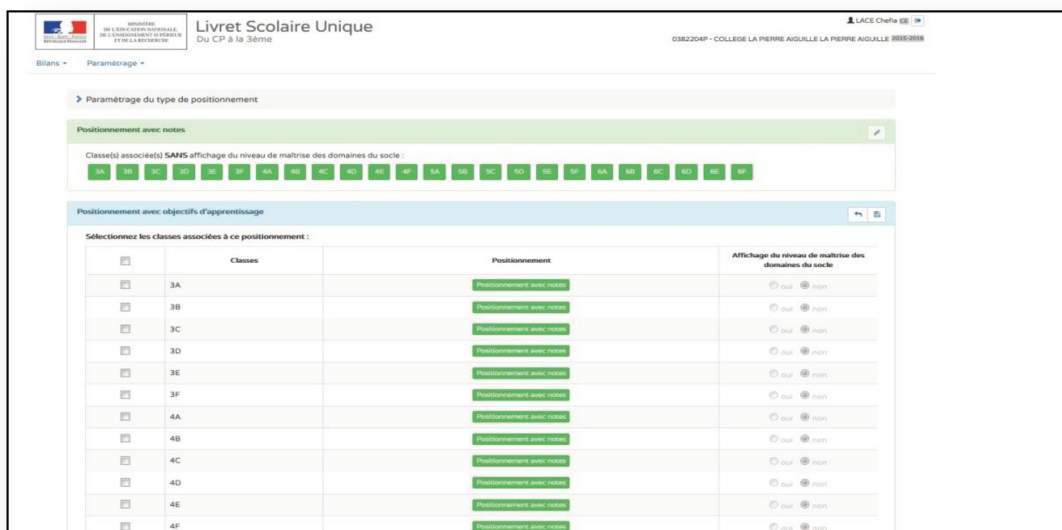 LACE Chefia CE
MINISTÈRE
DE L'ÉDUCATION NATIONALE,
DE L'ENSEIGNEMENT SUPÉRIEUR
ET DE LA RECHERCHE
Livret Scolaire Unique
Du CP à la 3ème
0382204P - COLLEGE LA PIERRE AIGUILLE LA PIERRE AIGUILLE 2015-2016
Bilans Paramétrage
Paramétrage du type de positionnement
Positionnement avec notes
Classe(s) associée(s) SANS affichage du niveau de maîtrise des domaines du socle :
3A 3B 3C 3D 3E 3F 4A 4B 4C 4D 4E 4F 5A 5B 5C 5D 5E 5F 6A 6B 6C 6D 6E 6F
Positionnement avec objectifs d'apprentissage
Sélectionnez les classes associées à ce positionnement :
Classes Positionnement Affichage du niveau de maîtrise des
domaines du socle
3A Positionnement avec notes oui non
3B Positionnement avec notes oui non
3C Positionnement avec notes oui non
3D Positionnement avec notes oui non
3E Positionnement avec notes oui non
3F Positionnement avec notes oui non
4A Positionnement avec notes oui non
4B Positionnement avec notes oui non
4C Positionnement avec notes oui non
4D Positionnement avec notes oui non
4E Positionnement avec notes oui non
4F Positionnement avec notes oui non